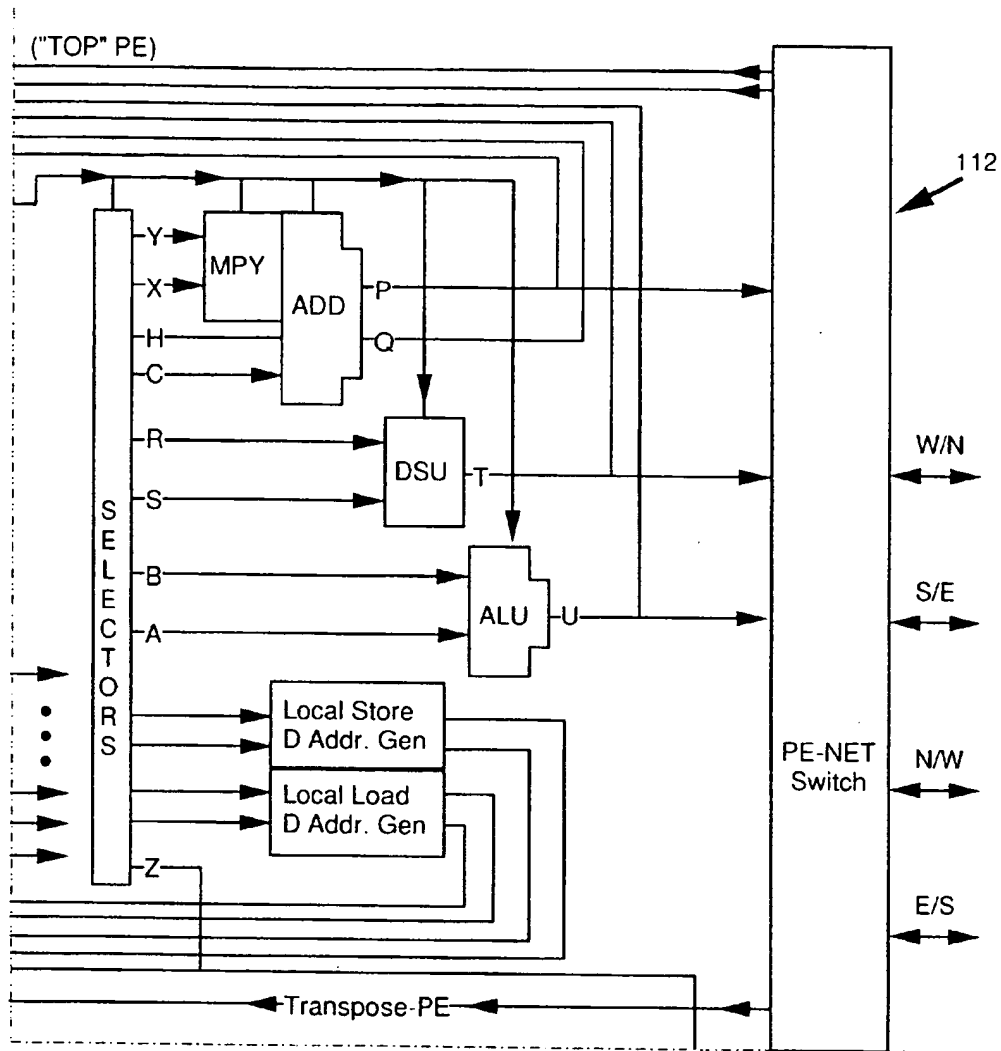 ("TOP" PE)
112
Y
MPY
X
ADD
P
H
Q
C
R
DSU
T
S
W/N
B
ALU
U
A
S/E
SELECTORS
Local Store
D Addr. Gen
PE-NET
Switch
N/W
Local Load
D Addr. Gen
Z
E/S
Transpose-PE